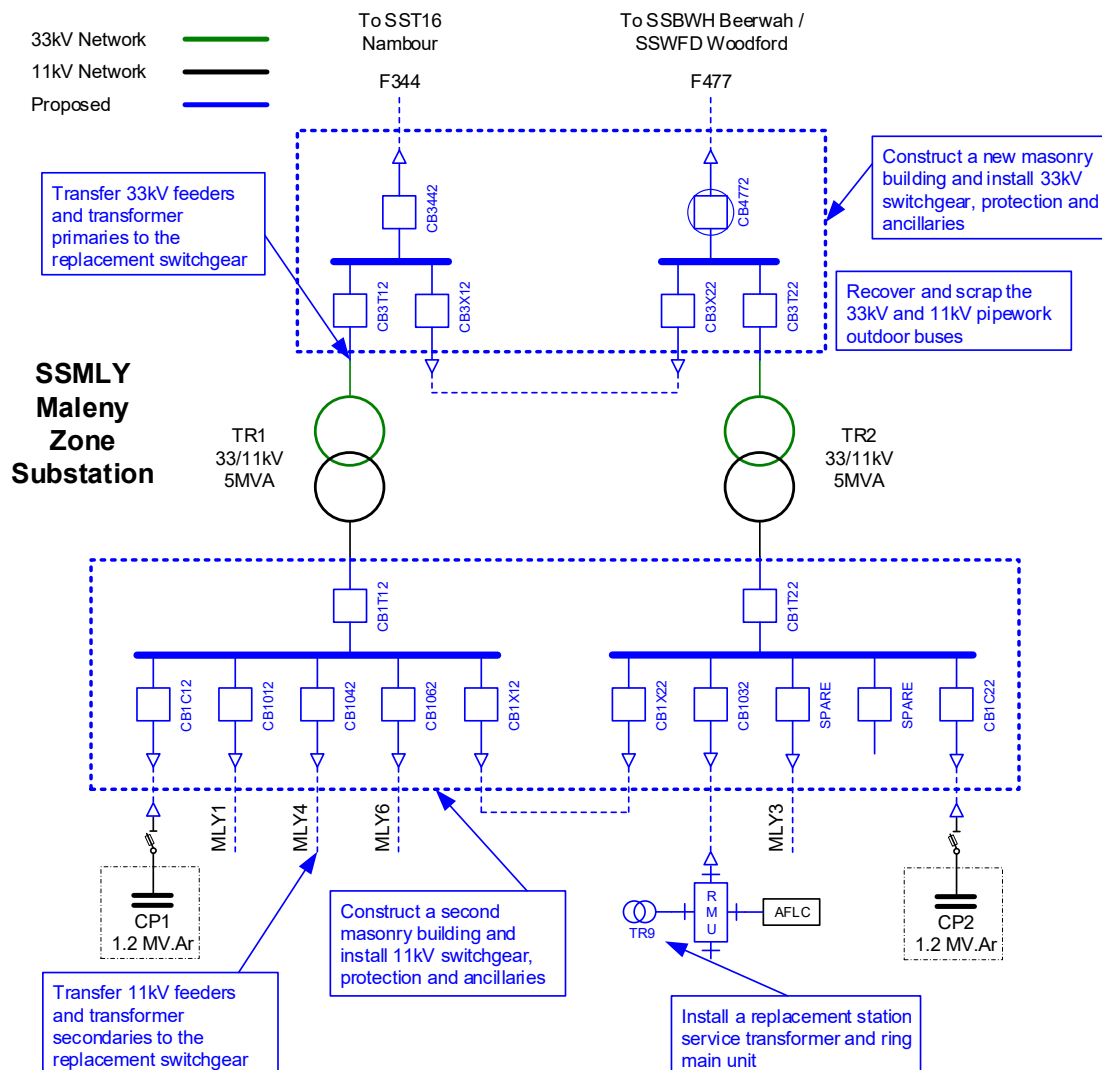 33kV Network
11kV Network
Proposed
To SST16
Nambour
F344
To SSBWH Beerwah /
SSWFD Woodford
F477
Transfer 33kV feeders
and transformer
primaries to the
replacement switchgear
Construct a new masonry
building and install 33kV
switchgear, protection and
ancillaries
CB3442
CB4772
CB3T12
CB3X12
CB3X22
CB3T22
Recover and scrap the
33kV and 11kV pipework
outdoor buses
SSMLY
Maleny
Zone
Substation
TR1
33/11kV
5MVA
TR2
33/11kV
5MVA
CB1T12
CB1T22
CB1C12
CB1012
CB1042
CB1062
CB1X12
CB1X22
CB1032
SPARE
SPARE
CB1C22
MLY1
MLY4
MLY6
MLY3
CP1
1.2 MV.Ar
Construct a second
masonry building and
install 11kV switchgear,
protection and ancillaries
TR9
RMU
AFLC
CP2
1.2 MV.Ar
Transfer 11kV feeders
and transformer
secondaries to the
replacement switchgear
Install a replacement station
service transformer and ring
main unit